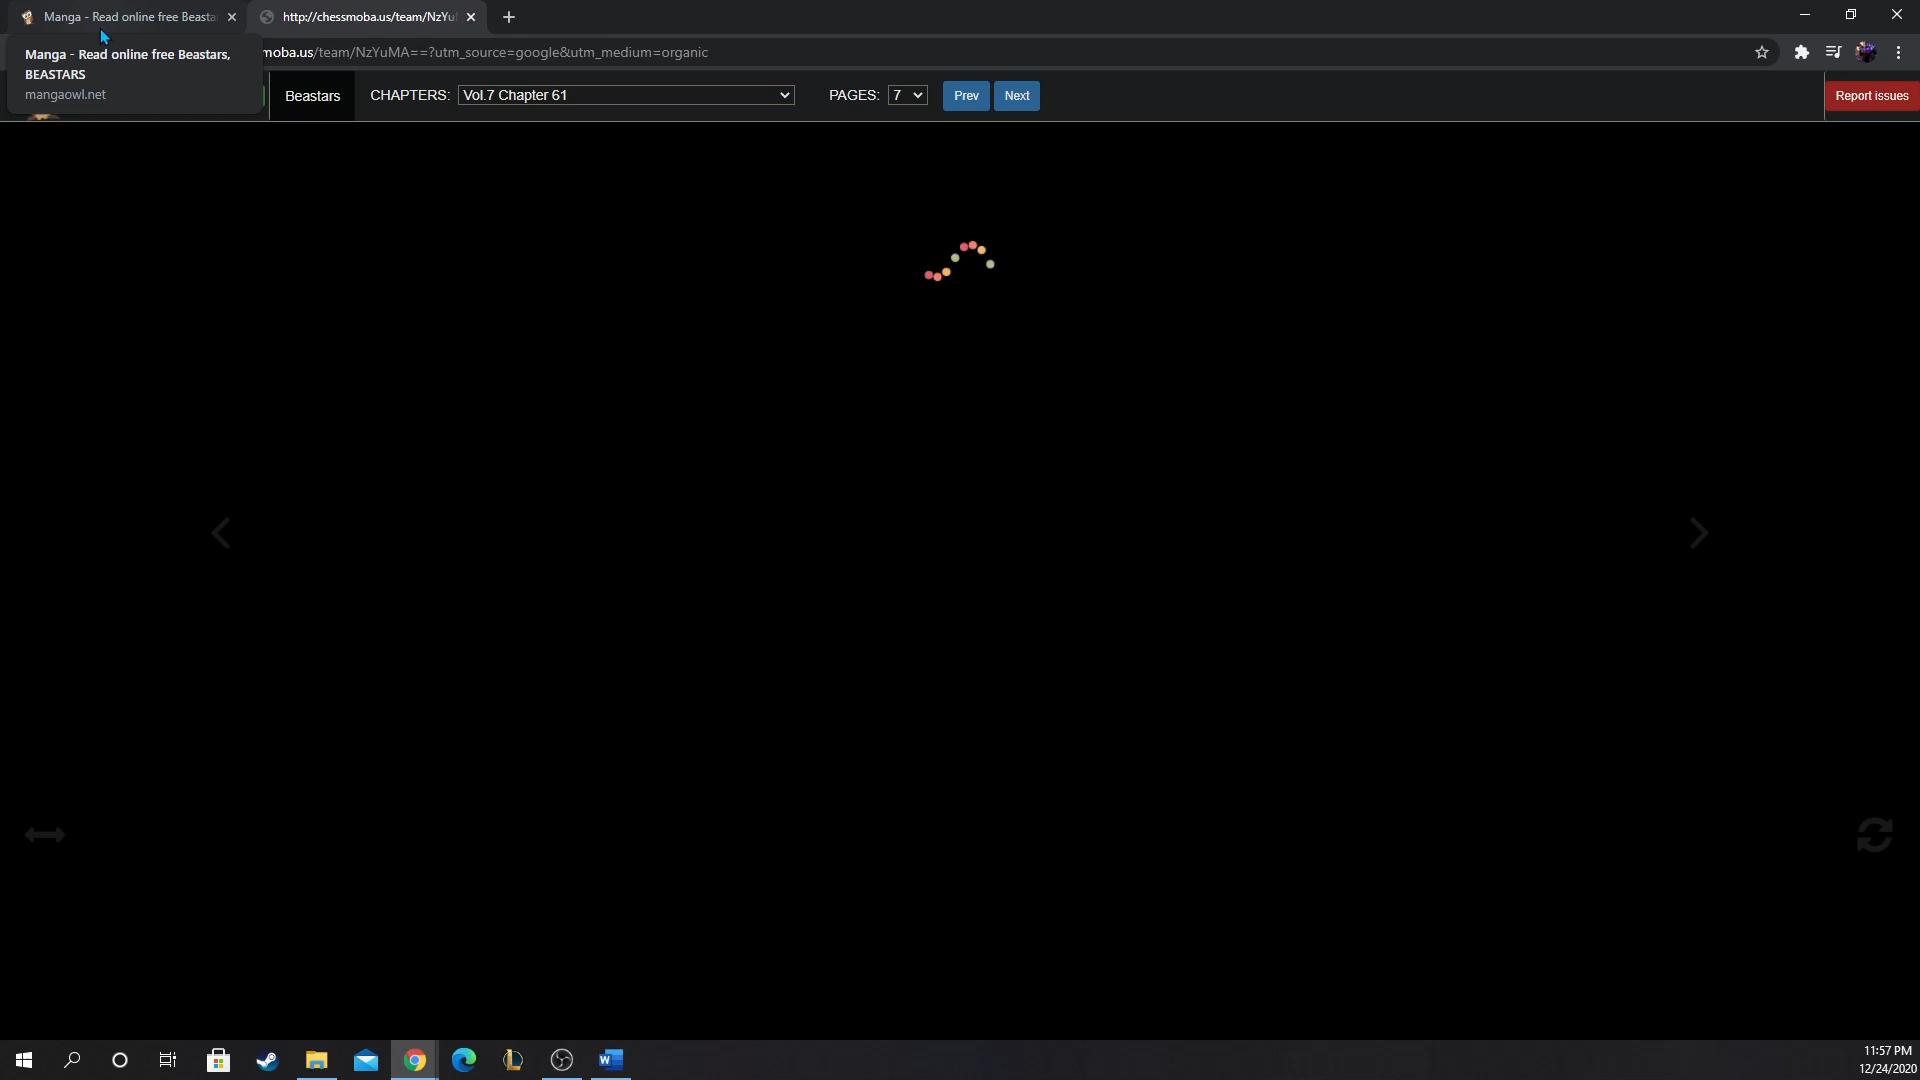 Manga - Read online free Beasta
http://chessmoba.us/team/NzYu
moba.us/team/NzYuMA==?utm_source=google&utm_medium=organic
Manga - Read online free Beastars,
BEASTARS
mangaowl.net
Beastars
CHAPTERS:
Vol.7 Chapter 61
PAGES:
7
Prev
Next
Report issues
W
11:57 PM
12/24/2020